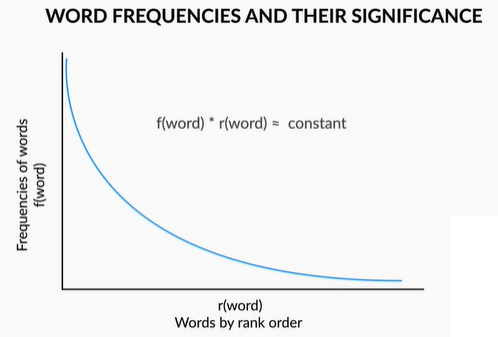 WORD FREQUENCIES AND THEIR SIGNIFICANCE
f(word) * r(word) ≈ constant
Frequencies of words
f(word)
r(word)
Words by rank order